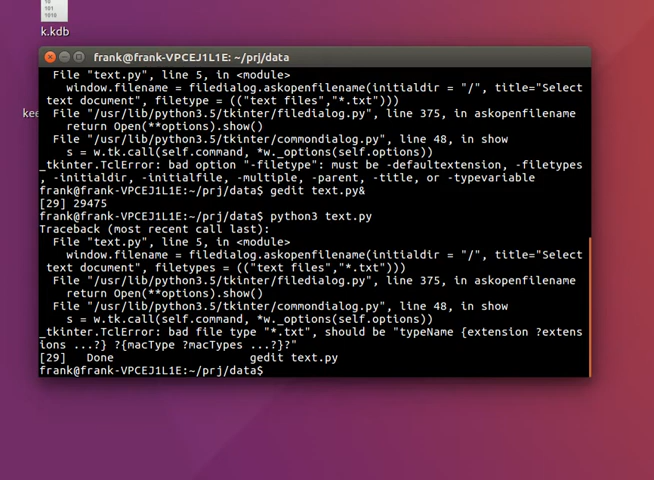 10
101
1010
k.kdb
frank@frank-VPCEJ1L1E: ~/prj/data
File "text.py", line 5, in <module>
window.filename = filedialog.askopenfilename(initialdir = "/", title="Select
text document", filetype = (("text files","*.txt")))
File "/usr/lib/python3.5/tkinter/filedialog.py", line 375, in askopenfilename
return Open(**options).show()
File "/usr/lib/python3.5/tkinter/commondialog.py", line 48, in show
s = w.tk.call(self.command, *w._options(self.options))
_tkinter.TclError: bad option "-filetype": must be -defaultextension, -filetypes
, -initialdir, -initialfile, -multiple, -parent, -title, or -typevariable
frank@frank-VPCEJ1L1E:~/prj/data$ gedit text.py&
[29] 29475
frank@frank-VPCEJ1L1E:~/prj/data$ python3 text.py
Traceback (most recent call last):
File "text.py", line 5, in <module>
window.filename = filedialog.askopenfilename(initialdir = "/", title="Select
text document", filetypes = (("text files","*.txt")))
File "/usr/lib/python3.5/tkinter/filedialog.py", line 375, in askopenfilename
return Open(**options).show()
File "/usr/lib/python3.5/tkinter/commondialog.py", line 48, in show
s = w.tk.call(self.command, *w._options(self.options))
_tkinter.TclError: bad file type "*.txt", should be "typeName {extension ?extens
ions ...?} ?{macType ?macTypes ...?}?"
[29]   Done                    gedit text.py
frank@frank-VPCEJ1L1E:~/prj/data$